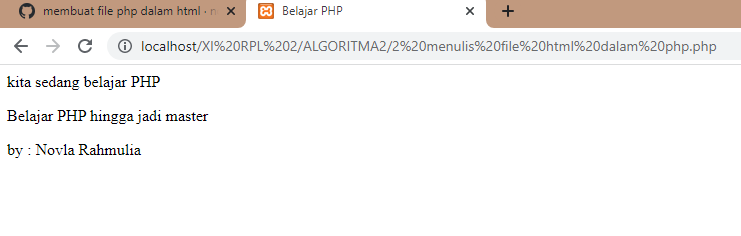 membuat file php dalam html · n
Belajar PHP
localhost/XI%20RPL%202/ALGORITMA2/2%20menulis%20file%20html%20dalam%20php.php
kita sedang belajar PHP
Belajar PHP hingga jadi master
by : Novla Rahmulia